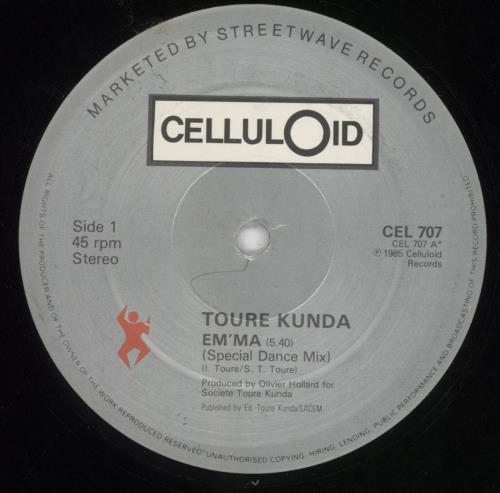 MARKETED BY STREETWAVE RECORDS
CELLULOID
Side 1
45 rpm
Stereo
CEL 707
CEL 707 A*
℗ 1985 Celluloid
Records
TOURE KUNDA
EM'MA (5.40)
(Special Dance Mix)
(I. Toure/S. T. Toure)
Produced by Olivier Hollard for
Societe Toure Kunda
Published by Ed. Toure Kunda/SACEM
ALL RIGHTS OF THE PRODUCER AND OF THE OWNER OF THE WORK REPRODUCED RESERVED. UNAUTHORISED COPYING, HIRING, LENDING, PUBLIC PERFORMANCE AND BROADCASTING OF THIS RECORD PROHIBITED